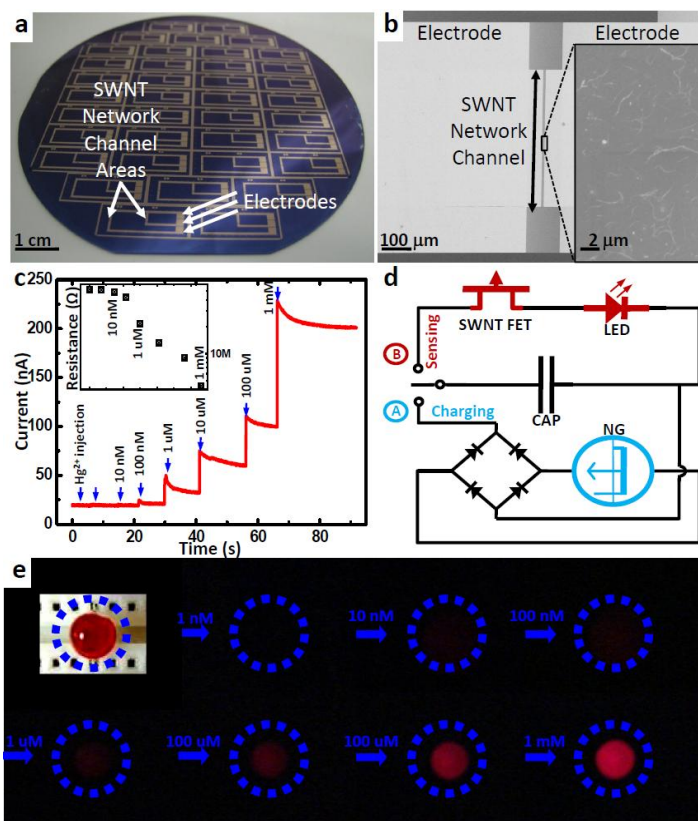 a
SWNT
Network
Channel
Areas
Electrodes
1 cm
b
Electrode
Electrode
SWNT
Network
Channel
100 μm
2 μm
c
250
200
150
100
50
0
Current (nA)
0
20
40
60
80
Time (s)
Resistance (Ω)
10 nM
1 uM
1 mM
10M
Hg²⁺ injection
10 nM
100 nM
1 uM
10 uM
100 uM
1 mM
d
SWNT FET
LED
B
Sensing
A
Charging
CAP
NG
e
1 nM
10 nM
100 nM
1 uM
100 uM
100 uM
1 mM